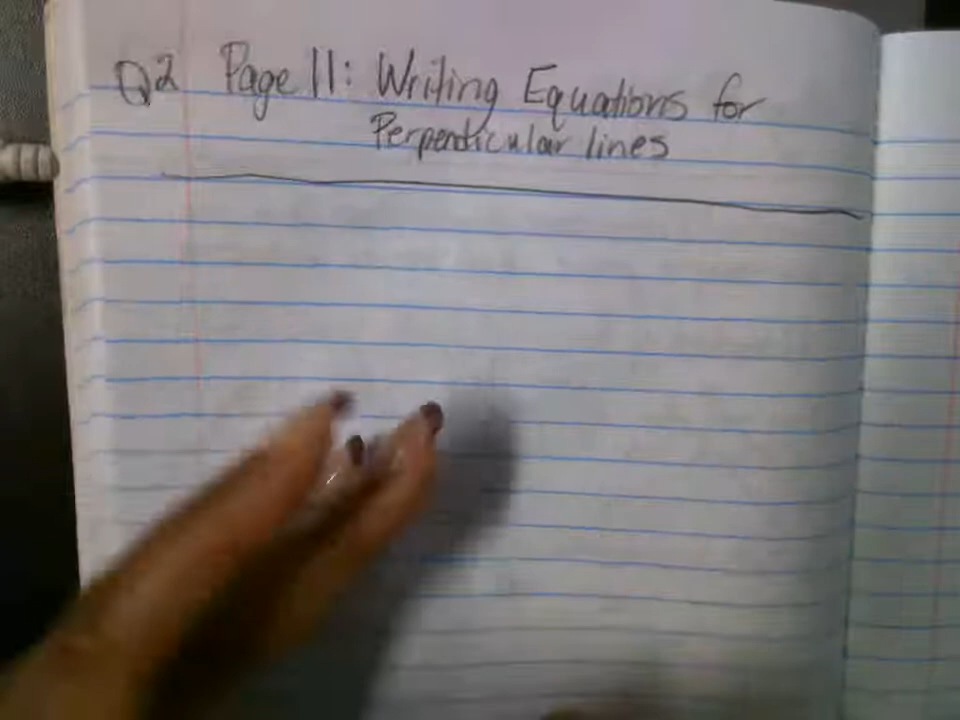 Q2 Page 11: Writing Equations for
Perpendicular lines